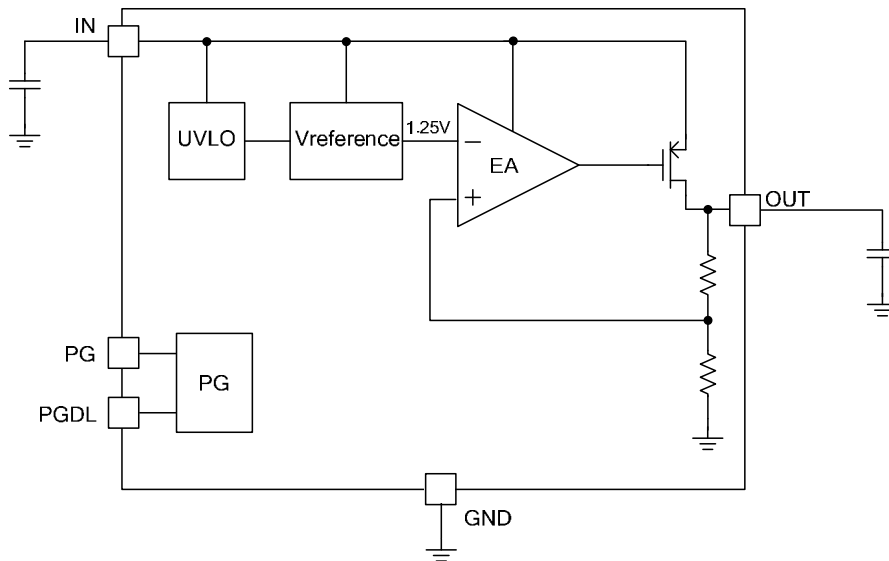 IN
UVLO
Vreference
1.25V
−
EA
+
OUT
PG
PG
PGDL
GND